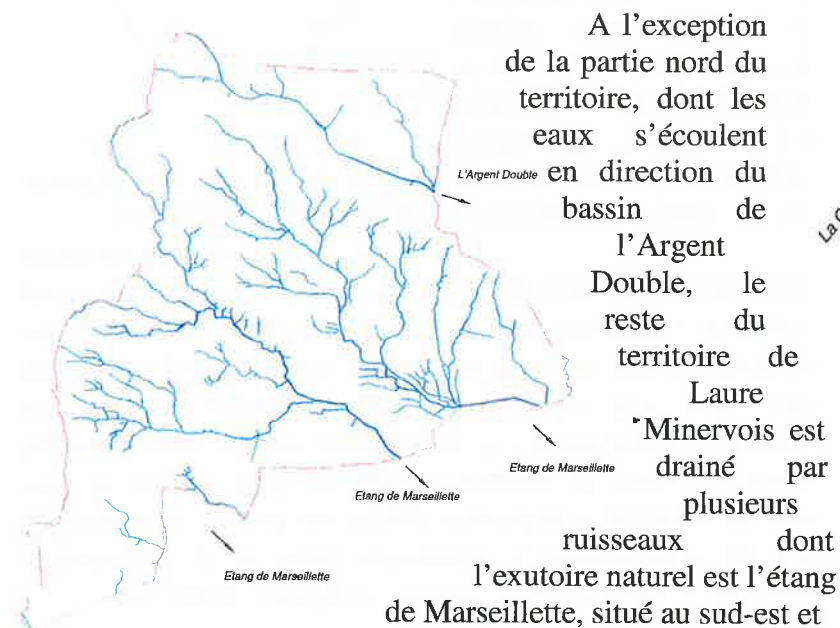 A l'exception
de la partie nord du
territoire, dont les
eaux s'écoulent
en direction du
bassin de
l'Argent
Double, le
reste du
territoire de
Laure
Minervois est
drainé par
plusieurs
ruisseaux dont
l'exutoire naturel est l'étang
de Marseillette, situé au sud-est et
L'Argent Double
Etang de Marseillette
Etang de Marseillette
Etang de Marseillette
La